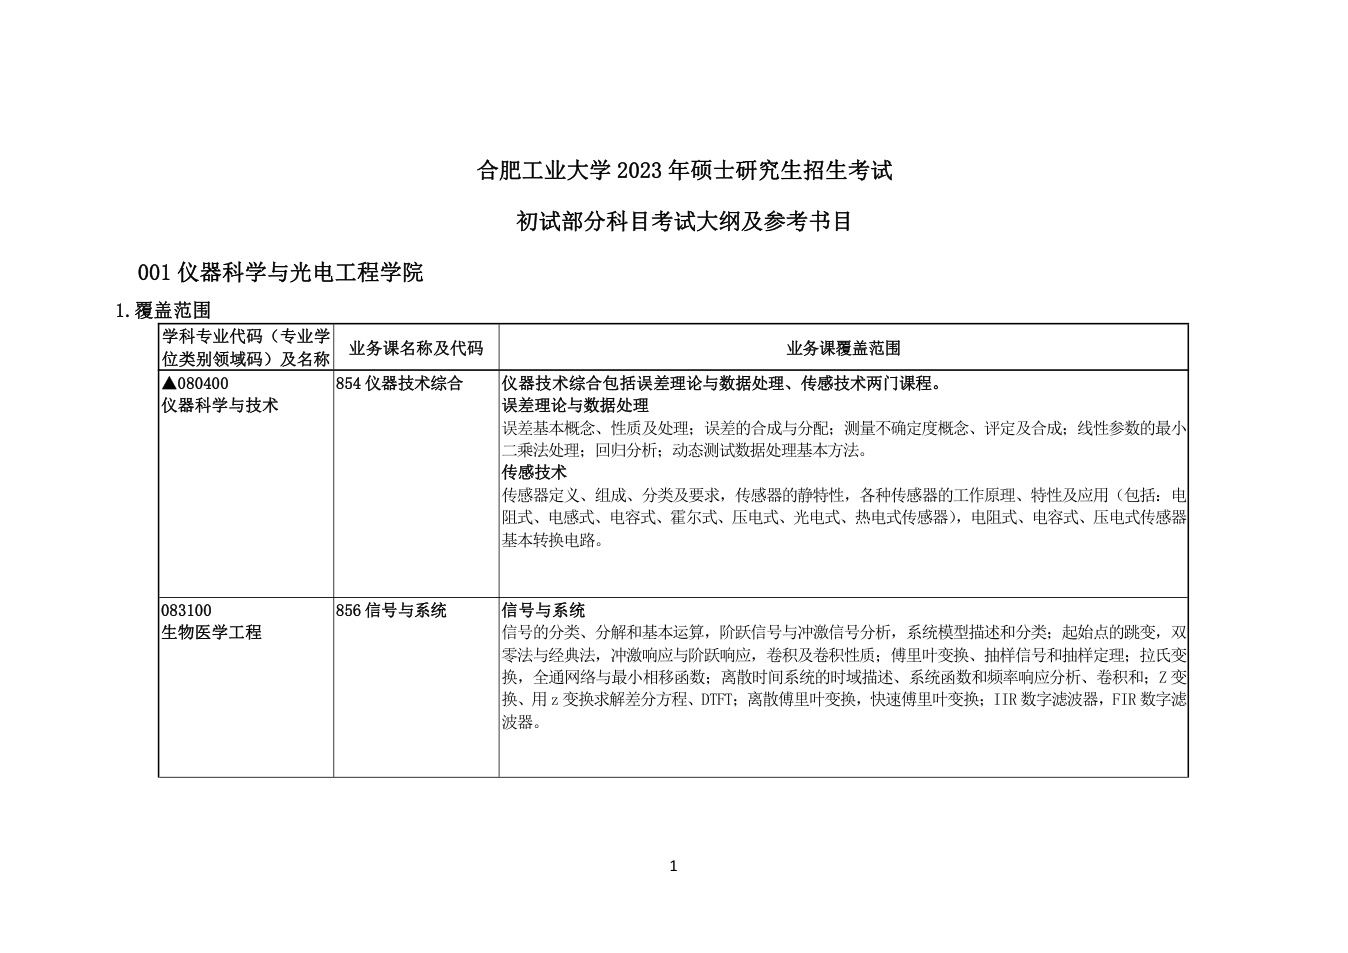 合肥工业大学 2023 年硕士研究生招生考试
初试部分科目考试大纲及参考书目
001 仪器科学与光电工程学院
1.覆盖范围
学科专业代码（专业学
位类别领域码）及名称
业务课名称及代码
业务课覆盖范围
▲080400
仪器科学与技术
854 仪器技术综合
仪器技术综合包括误差理论与数据处理、传感技术两门课程。
误差理论与数据处理
误差基本概念、性质及处理；误差的合成与分配；测量不确定度概念、评定及合成；线性参数的最小
二乘法处理；回归分析；动态测试数据处理基本方法。
传感技术
传感器定义、组成、分类及要求，传感器的静特性，各种传感器的工作原理、特性及应用（包括：电
阻式、电感式、电容式、霍尔式、压电式、光电式、热电式传感器），电阻式、电容式、压电式传感器
基本转换电路。
083100
生物医学工程
856 信号与系统
信号与系统
信号的分类、分解和基本运算，阶跃信号与冲激信号分析，系统模型描述和分类；起始点的跳变，双
零法与经典法，冲激响应与阶跃响应，卷积及卷积性质；傅里叶变换、抽样信号和抽样定理；拉氏变
换，全通网络与最小相移函数；离散时间系统的时域描述、系统函数和频率响应分析、卷积和；Z 变
换、用 z 变换求解差分方程、DTFT；离散傅里叶变换，快速傅里叶变换；IIR 数字滤波器，FIR 数字滤
波器。
1